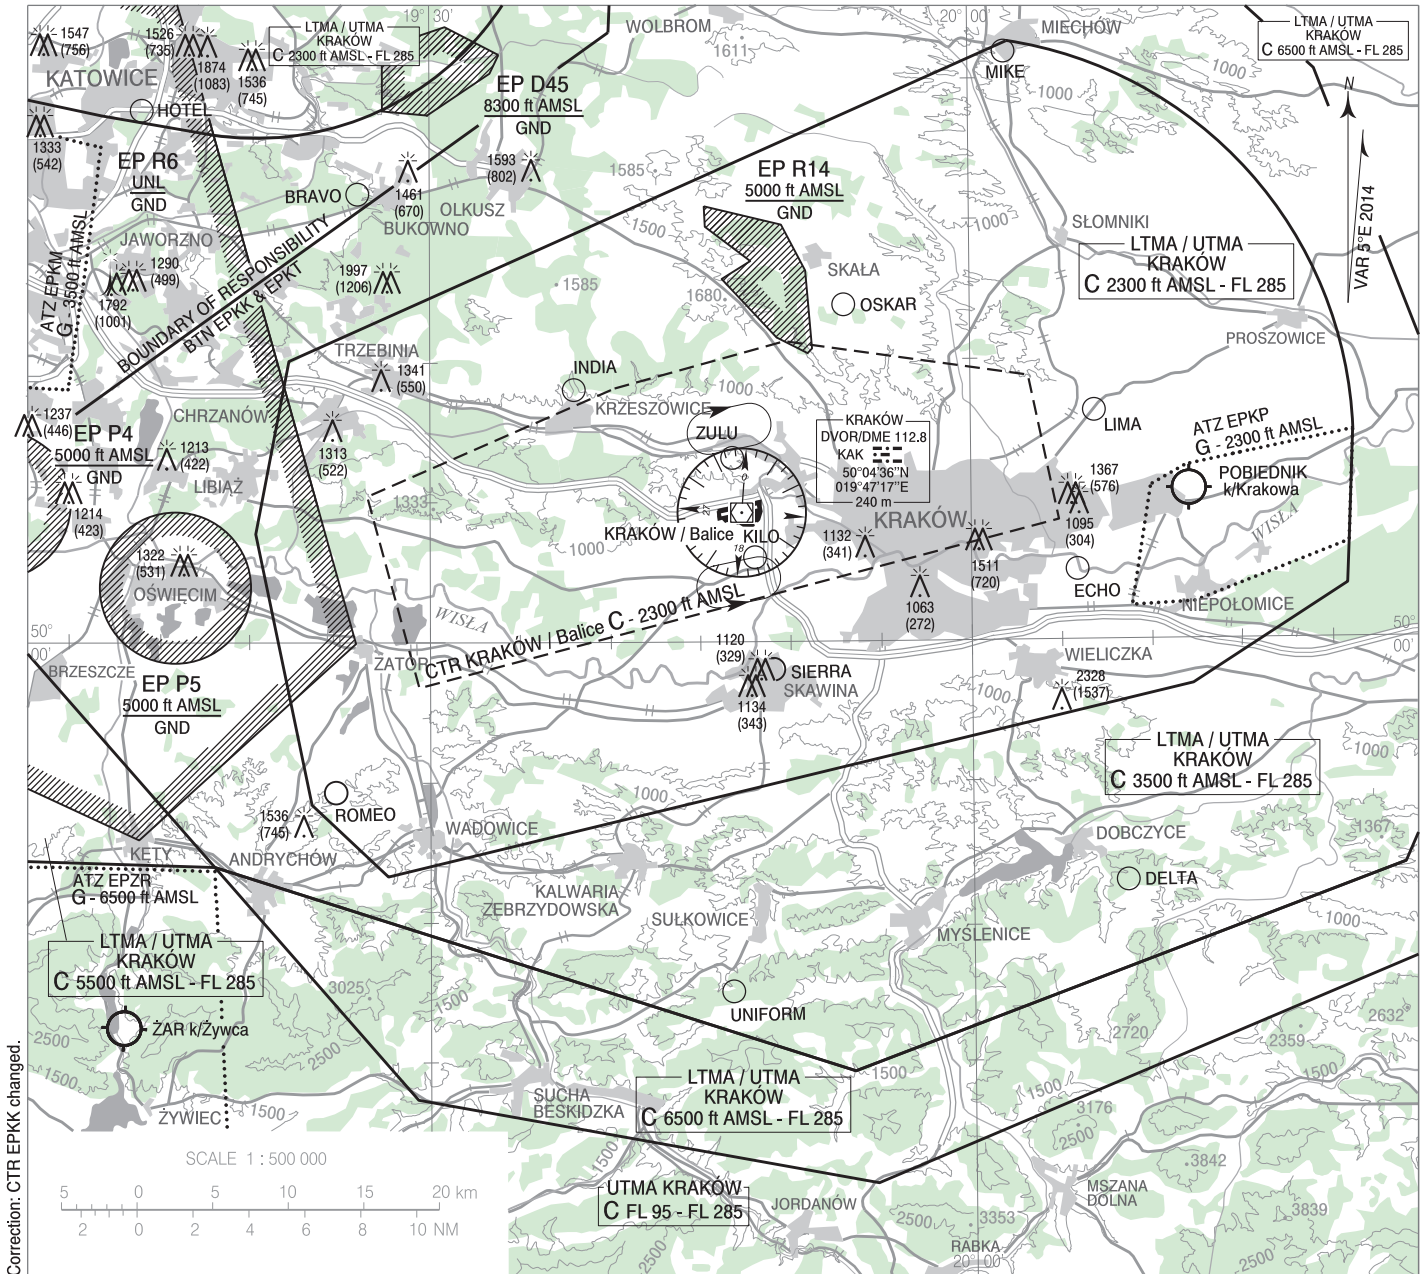 19° 30'
20° 00'
1547
(756)
1526
(735)
1874
(1083)
1536
(745)
LTMA / UTMA
KRAKÓW
C 2300 ft AMSL - FL 285
WOLBROM
1611
MIECHÓW
MIKE
1000
1000
LTMA / UTMA
KRAKÓW
C 6500 ft AMSL - FL 285
N
VAR 5°E 2014
KATOWICE
HOTEL
1333
(542)
EP D45
8300 ft AMSL
GND
EP R6
UNL
GND
BRAVO
1461
(670)
1593
(802)
OLKUSZ
BUKOWNO
1585
1500
EP R14
5000 ft AMSL
GND
1000
SŁOMNIKI
LTMA / UTMA
KRAKÓW
C 2300 ft AMSL - FL 285
JAWORZNO
ATZ EPKM
G - 3500 ft AMSL
1290
(499)
1792
(1001)
BOUNDARY OF RESPONSIBILITY
BTN EPKK & EPKT
1997
(1206)
1585
1680
SKAŁA
OSKAR
1000
PROSZOWICE
TRZEBINIA
1341
(550)
INDIA
1000
KRZESZOWICE
ZULU
KRAKÓW
DVOR/DME 112.8
KAK
50°04'36"N
019°47'17"E
240 m
LIMA
ATZ EPKP
G - 2300 ft AMSL
CHRZANÓW
1237
(446)
EP P4
5000 ft AMSL
GND
1213
(422)
1313
(522)
LIBIĄŻ
1214
(423)
1333
1000
0
18
KRAKÓW / Balice
KILO
KRAKÓW
1367
(576)
1095
(304)
POBIEDNIK
k/Krakowa
WISŁA
1132
(341)
1511
(720)
1063
(272)
ECHO
NIEPOŁOMICE
1322
(531)
OŚWIĘCIM
50°
00'
50°
00'
WISŁA
CTR KRAKÓW / Balice C - 2300 ft AMSL
ZATOR
BRZESZCZE
EP P5
5000 ft AMSL
GND
1120
(329)
SIERRA
SKAWINA
1134
(343)
WIELICZKA
1000
2328
(1537)
LTMA / UTMA
KRAKÓW
C 3500 ft AMSL - FL 285
1000
ROMEO
1536
(745)
WADOWICE
1000
DOBCZYCE
1367
KĘTY
ANDRYCHÓW
ATZ EPZR
G - 6500 ft AMSL
KALWARIA
ZEBRZYDOWSKA
SUŁKOWICE
MYŚLENICE
DELTA
1000
LTMA / UTMA
KRAKÓW
C 5500 ft AMSL - FL 285
3025
1500
UNIFORM
2720
2632
2359
ŻAR k/Żywca
2500
2500
1500
1500
ŻYWIEC
SUCHA
BESKIDZKA
LTMA / UTMA
KRAKÓW
C 6500 ft AMSL - FL 285
1500
1500
1500
3176
2500
3842
1500
UTMA KRAKÓW
C FL 95 - FL 285
JORDANÓW
MSZANA
DOLNA
3353
2500
3839
RABKA
20° 00'
2500
2500
SCALE 1 : 500 000
5 0 5 10 15 20 km
2 0 2 4 6 8 10 NM
Correction: CTR EPKK changed.